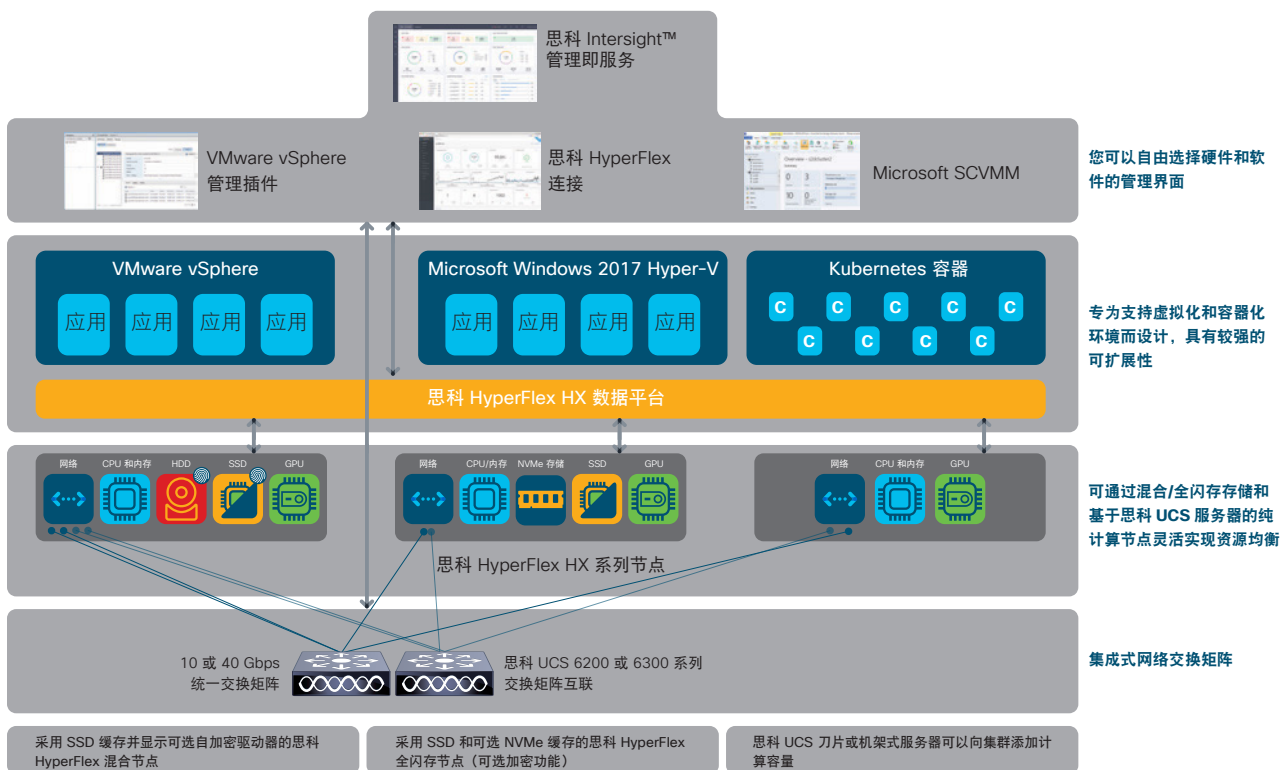 思科 Intersight™
管理即服务
VMware vSphere
管理插件
思科 HyperFlex
连接
Microsoft SCVMM
您可以自由选择硬件和软
件的管理界面
VMware vSphere
应用 应用 应用 应用
Microsoft Windows 2017 Hyper-V
应用 应用 应用 应用
Kubernetes 容器
C C C C C
C C C C
专为支持虚拟化和容器化
环境而设计，具有较强的
可扩展性
思科 HyperFlex HX 数据平台
网络 CPU 和内存 HDD SSD GPU
网络 CPU/内存 NVMe 存储 SSD GPU
网络 CPU 和内存 GPU
可通过混合/全闪存存储和
基于思科 UCS 服务器的纯
计算节点灵活实现资源均衡
思科 HyperFlex HX 系列节点
10 或 40 Gbps
统一交换矩阵
思科 UCS 6200 或 6300 系列
交换矩阵互联
集成式网络交换矩阵
采用 SSD 缓存并显示可选自加密驱动器的思科
HyperFlex 混合节点
采用 SSD 和可选 NVMe 缓存的思科 HyperFlex
全闪存节点（可选加密功能）
思科 UCS 刀片或机架式服务器可以向集群添加计
算容量